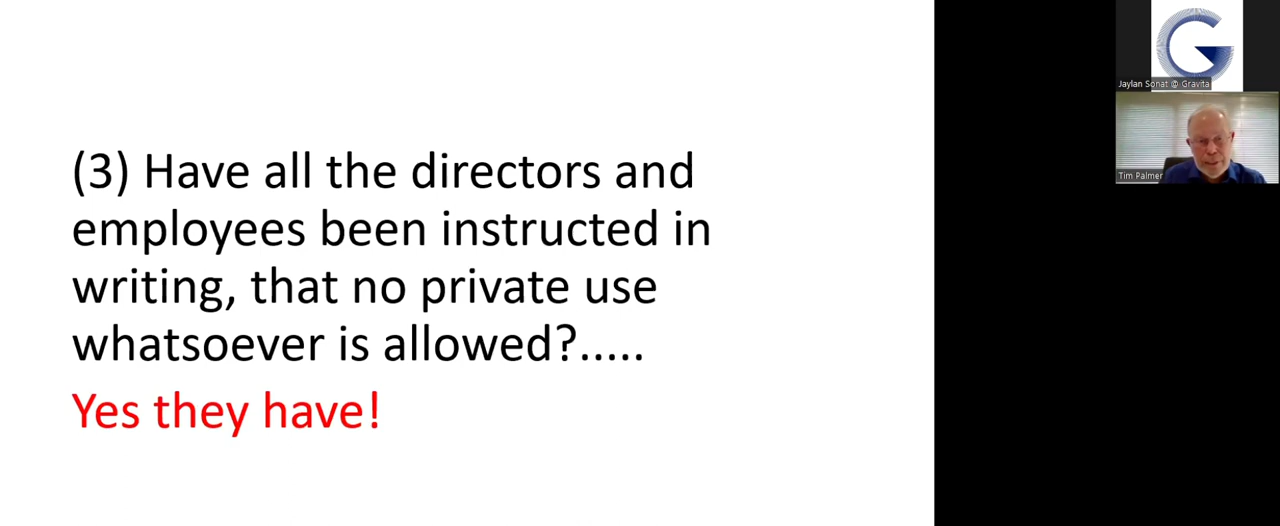 (3) Have all the directors and
employees been instructed in
writing, that no private use
whatsoever is allowed?.....
Yes they have!
G
Jaylan Sonat @ Gravita
Tim Palmer